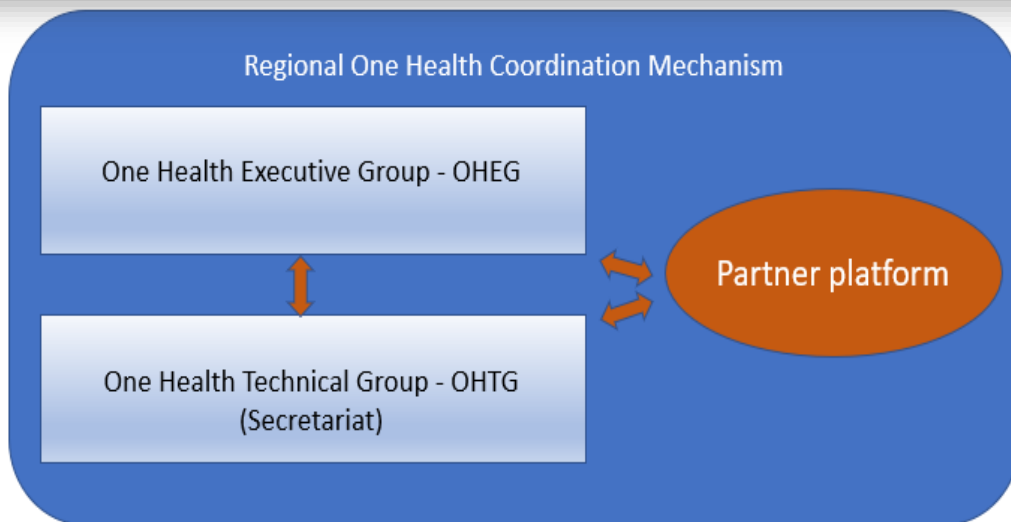 Regional One Health Coordination Mechanism
One Health Executive Group - OHEG
Partner platform
One Health Technical Group - OHTG
(Secretariat)